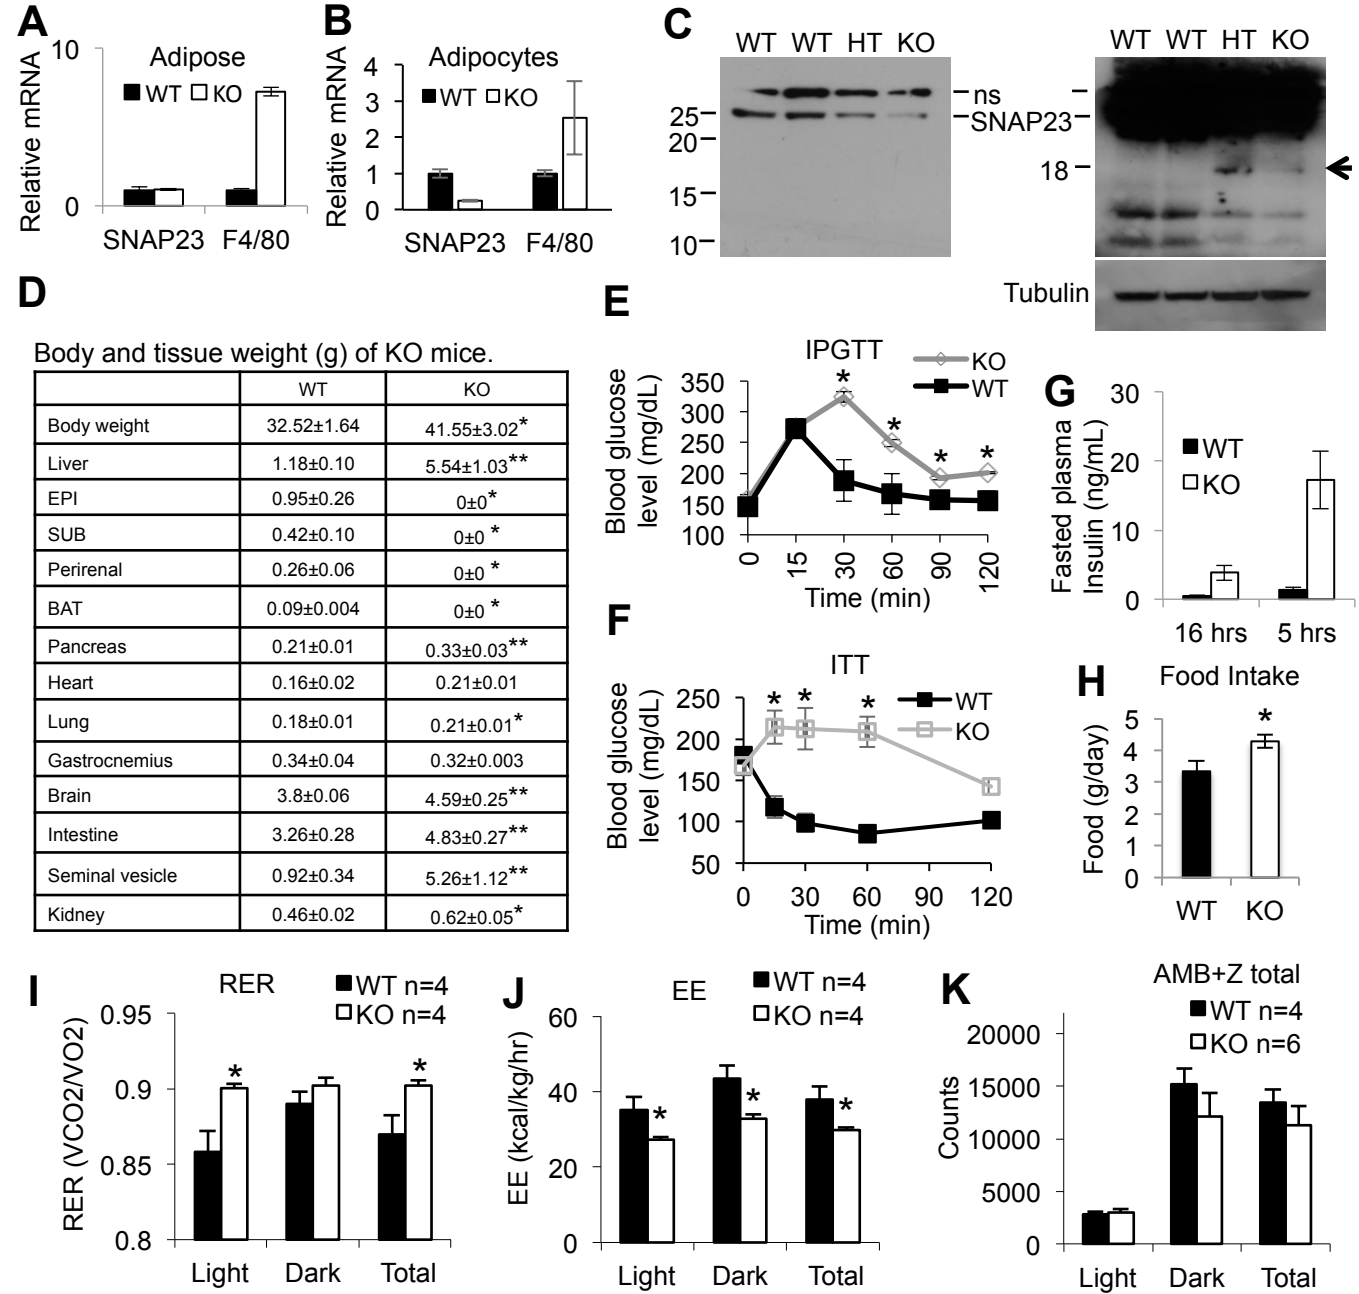 A
Adipose
WT KO
Relative mRNA
10
0
SNAP23 F4/80
B
Adipocytes
WT KO
Relative mRNA
4
3
2
1
0
SNAP23 F4/80
C
WT WT HT KO
25
20
15
10
ns
SNAP23
WT WT HT KO
18
Tubulin
D
Body and tissue weight (g) of KO mice.
WT KO
Body weight 32.52±1.64 41.55±3.02*
Liver 1.18±0.10 5.54±1.03**
EPI 0.95±0.26 0±0*
SUB 0.42±0.10 0±0 *
Perirenal 0.26±0.06 0±0 *
BAT 0.09±0.004 0±0 *
Pancreas 0.21±0.01 0.33±0.03**
Heart 0.16±0.02 0.21±0.01
Lung 0.18±0.01 0.21±0.01*
Gastrocnemius 0.34±0.04 0.32±0.003
Brain 3.8±0.06 4.59±0.25**
Intestine 3.26±0.28 4.83±0.27**
Seminal vesicle 0.92±0.34 5.26±1.12**
Kidney 0.46±0.02 0.62±0.05*
E
IPGTT
KO
WT
Blood glucose
level (mg/dL)
350
300
250
200
150
100
* * * *
0 15 30 60 90 120
Time (min)
F
ITT
WT
KO
Blood glucose
level (mg/dL)
250
200
150
100
50
* * *
0 30 60 90 120
Time (min)
G
Fasted plasma
Insulin (ng/mL)
30
20
10
0
WT
KO
16 hrs 5 hrs
H
Food Intake
Food (g/day)
5
4
3
2
1
0
*
WT KO
I
RER
WT n=4
KO n=4
RER (VCO2/VO2)
0.95
0.9
0.85
0.8
* *
Light Dark Total
J
EE
WT n=4
KO n=4
EE (kcal/kg/hr)
60
40
20
0
* * *
Light Dark Total
K
AMB+Z total
WT n=4
KO n=6
Counts
20000
15000
10000
5000
0
Light Dark Total